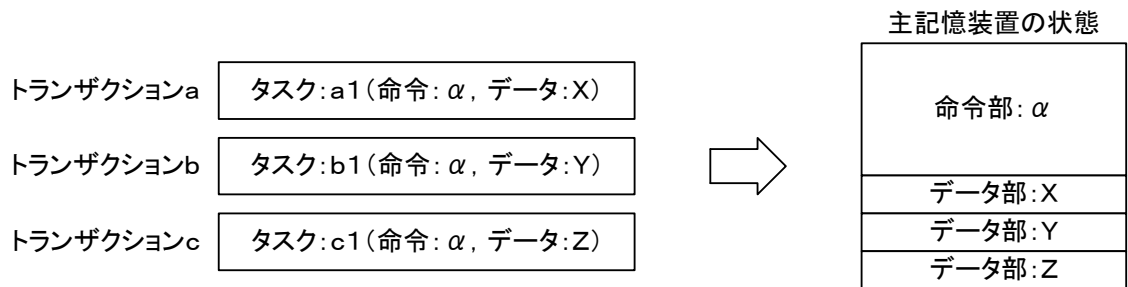 主記憶装置の状態
トランザクションa
タスク:a1(命令:α, データ:X)
トランザクションb
タスク:b1(命令:α, データ:Y)
トランザクションc
タスク:c1(命令:α, データ:Z)
命令部:α
データ部:X
データ部:Y
データ部:Z